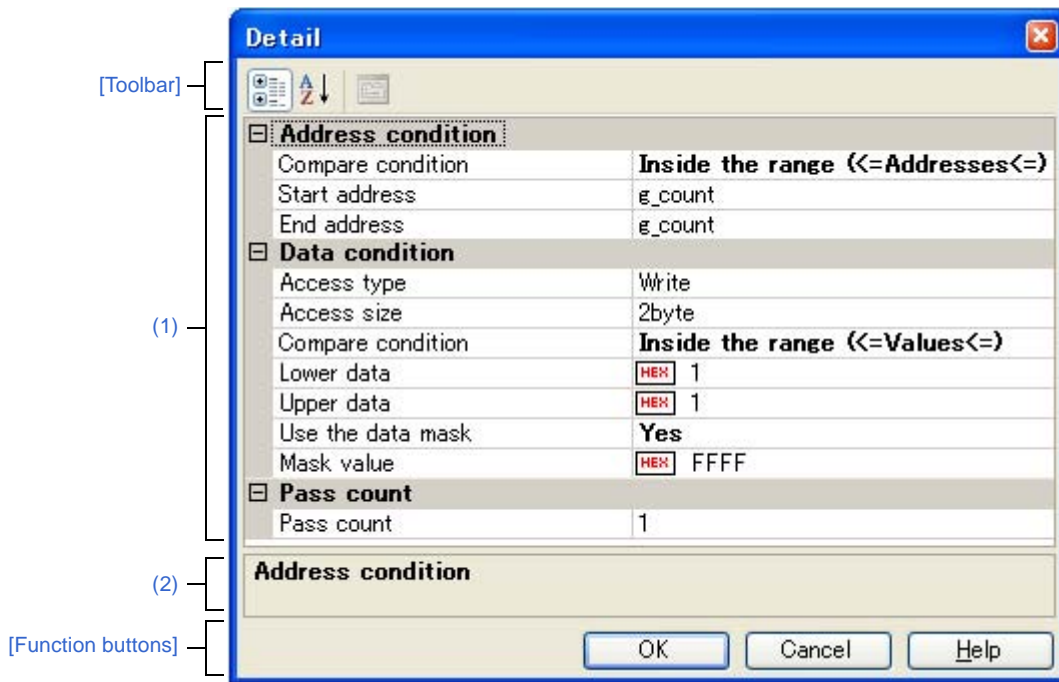 Detail
[Toolbar]
A Z
Address condition
Compare condition Inside the range (<=Addresses<=)
Start address g_count
End address g_count
Data condition
Access type Write
Access size 2byte
(1)
Compare condition Inside the range (<=Values<=)
Lower data HEX 1
Upper data HEX 1
Use the data mask Yes
Mask value HEX FFFF
Pass count
Pass count 1
(2)
Address condition
[Function buttons]
OK Cancel Help